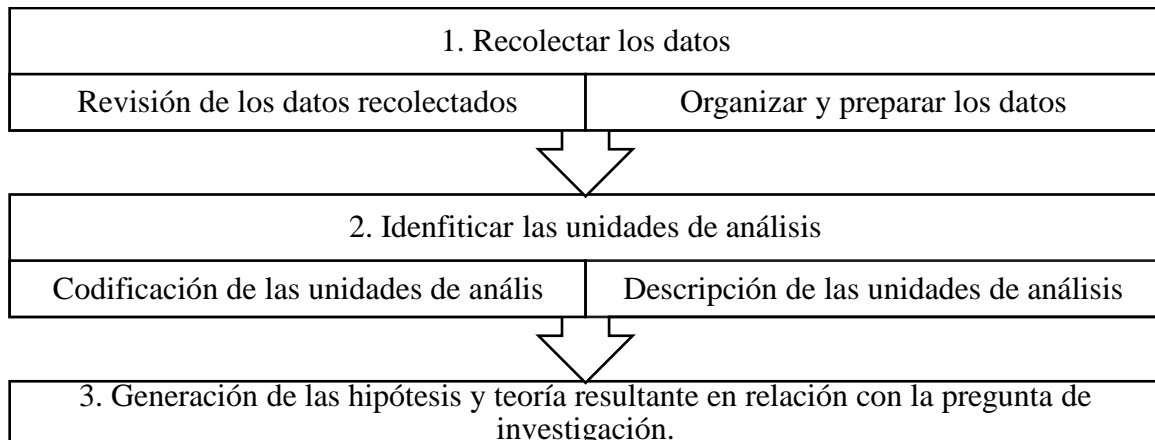 1. Recolectar los datos
Revisión de los datos recolectados
Organizar y preparar los datos
2. Idenfiticar las unidades de análisis
Codificación de las unidades de anális
Descripción de las unidades de análisis
3. Generación de las hipótesis y teoría resultante en relación con la pregunta de
investigación.